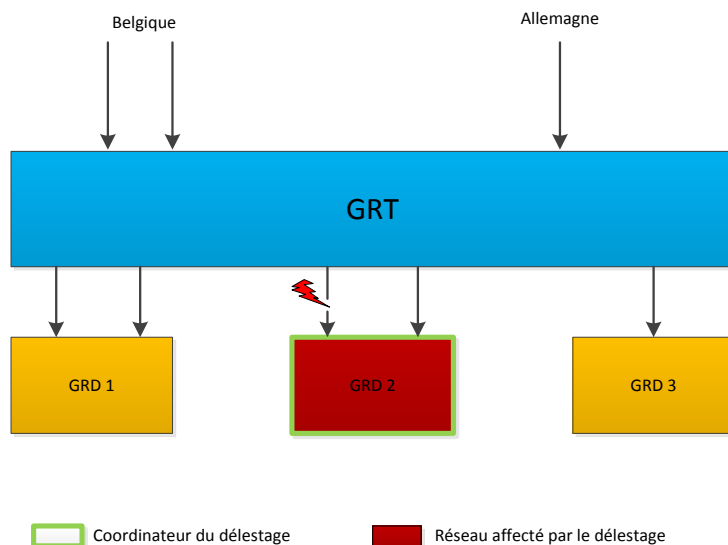 Belgique
Allemagne
GRT
GRD 1
GRD 2
GRD 3
Coordinateur du délestage
Réseau affecté par le délestage